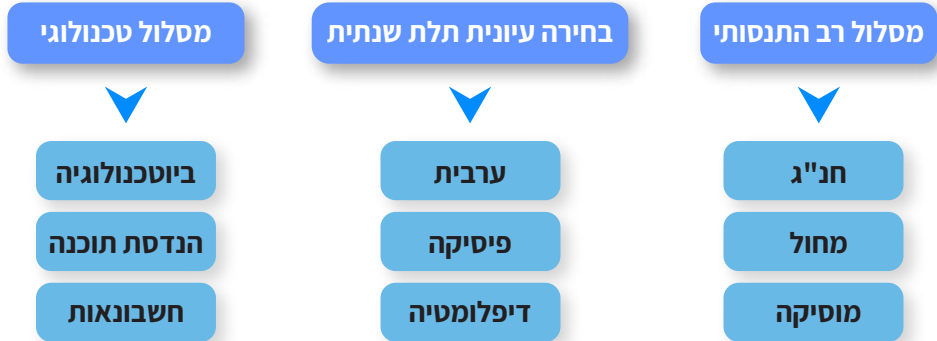 מסלול רב התנסותי
בחירה עיונית תלת שנתית
מסלול טכנולוגי
חנ"ג
ערבית
ביוטכנולוגיה
מחול
פיסיקה
הנדסת תוכנה
מוסיקה
דיפלומטיה
חשבונאות